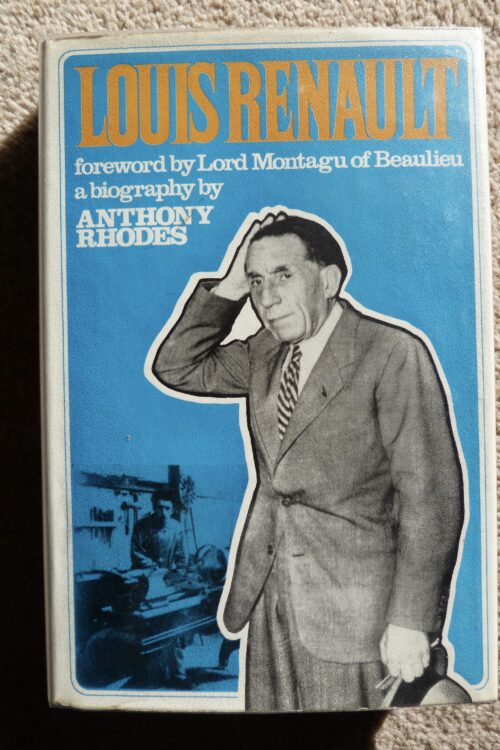 LOUIS RENAULT
foreword by Lord Montagu of Beaulieu
a biography by
ANTHONY
RHODES